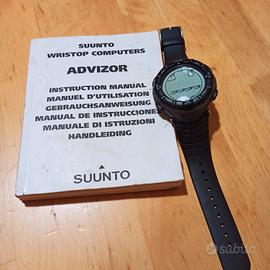 SUUNTO
WRISTOP COMPUTERS
ADVIZOR
INSTRUCTION MANUAL
MANUEL D'UTILISATION
GEBRAUCHSANWEISUNG
MANUAL DE INSTRUCCIONES
MANUALE DI ISTRUZIONI
HANDLEIDING
SUUNTO
subito